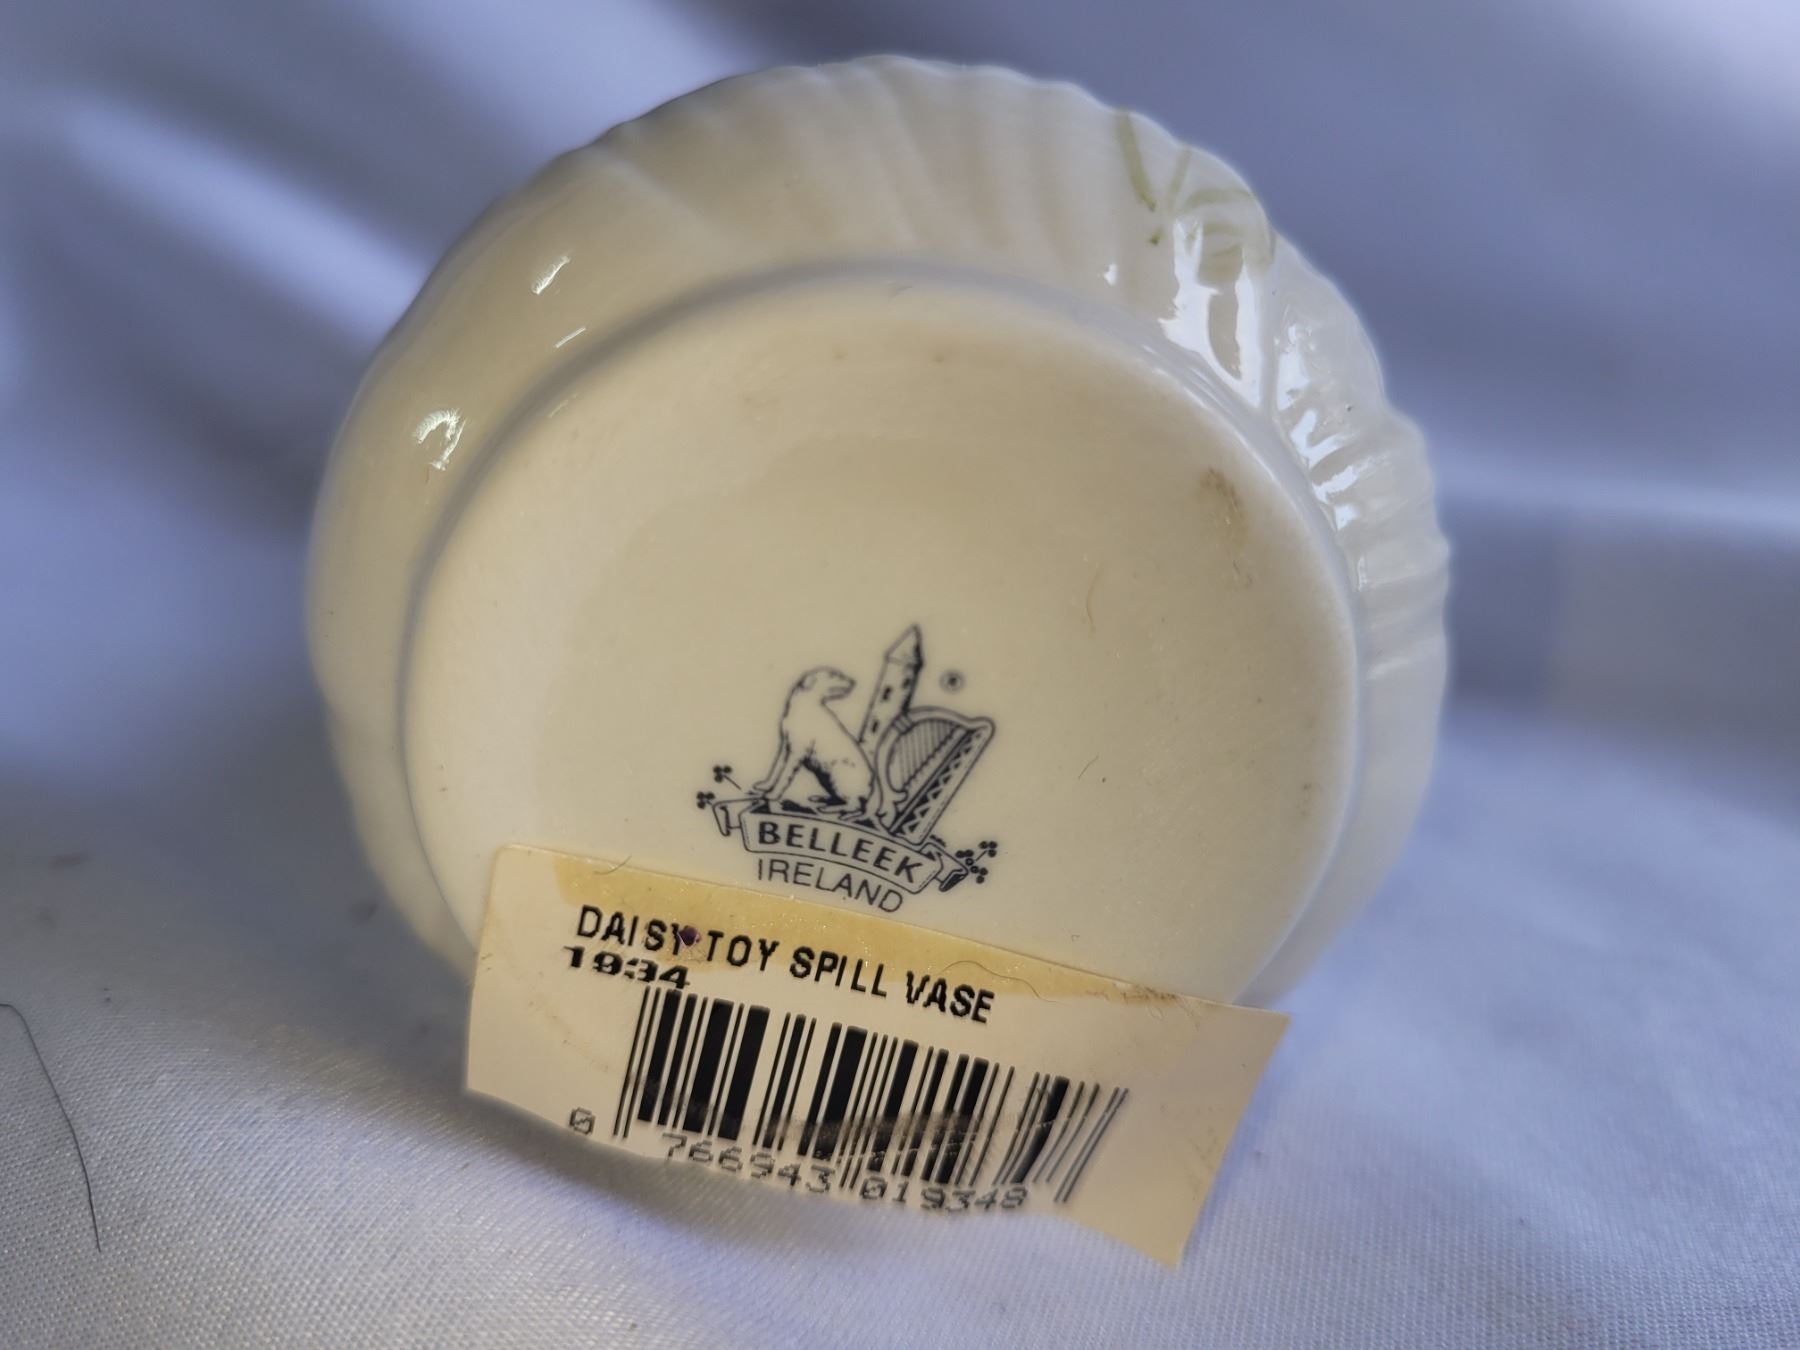 ®
BELLEEK
IRELAND
DAISY TOY SPILL VASE
1934
0 766943 019348